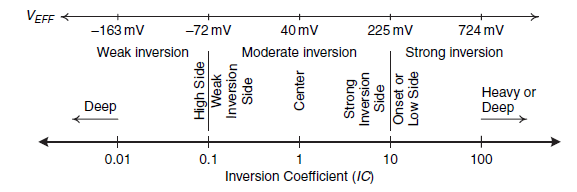 VEFF
−163 mV −72 mV 40 mV 225 mV 724 mV
Weak inversion Moderate inversion Strong inversion
High Side
Weak
Inversion
Side
Center
Strong
Inversion
Side
Onset or
Low Side
Deep
Heavy or
Deep
0.01 0.1 1 10 100
Inversion Coefficient (IC)